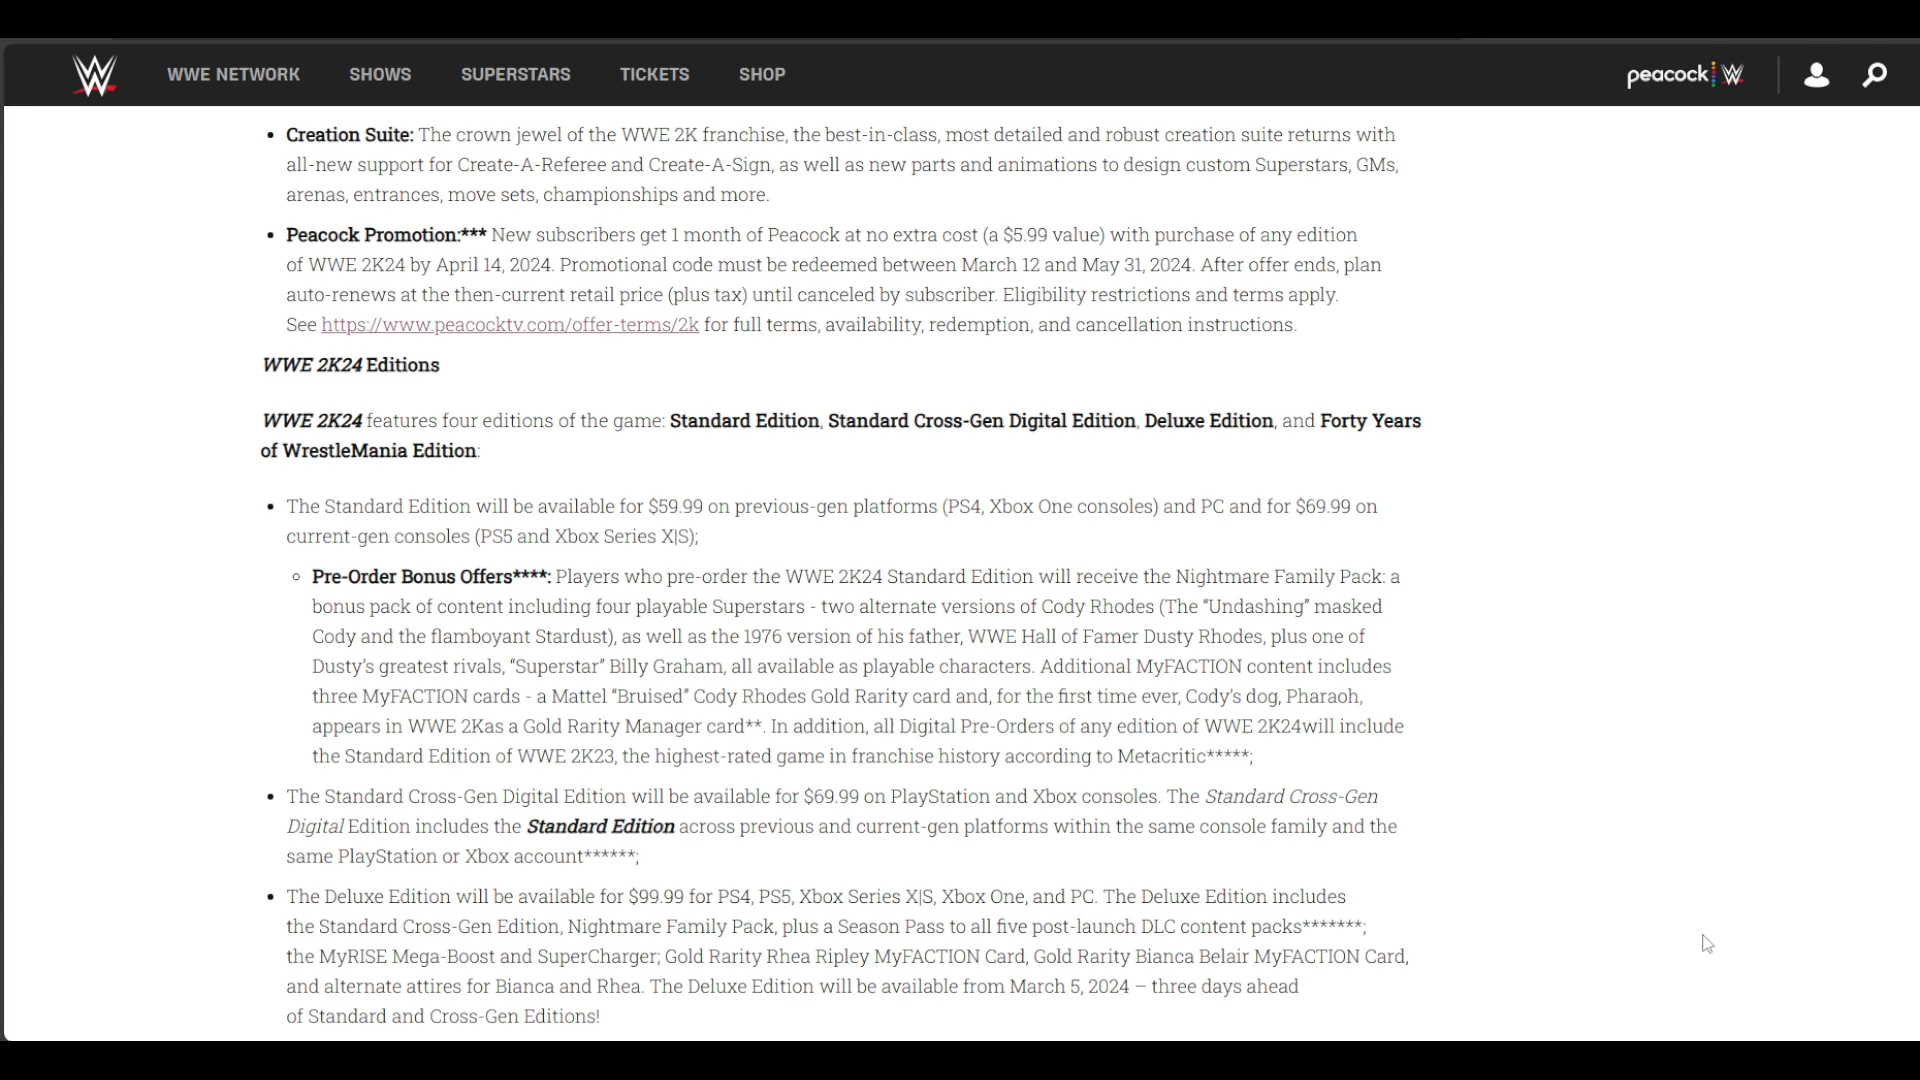 WWE NETWORK SHOWS SUPERSTARS TICKETS SHOP peacock
Creation Suite: The crown jewel of the WWE 2K franchise, the best-in-class, most detailed and robust creation suite returns with
all-new support for Create-A-Referee and Create-A-Sign, as well as new parts and animations to design custom Superstars, GMs,
arenas, entrances, move sets, championships and more.
Peacock Promotion:*** New subscribers get 1 month of Peacock at no extra cost (a $5.99 value) with purchase of any edition
of WWE 2K24 by April 14, 2024. Promotional code must be redeemed between March 12 and May 31, 2024. After offer ends, plan
auto-renews at the then-current retail price (plus tax) until canceled by subscriber. Eligibility restrictions and terms apply.
See https://www.peacocktv.com/offer-terms/2k for full terms, availability, redemption, and cancellation instructions.
WWE 2K24 Editions
WWE 2K24 features four editions of the game: Standard Edition, Standard Cross-Gen Digital Edition, Deluxe Edition, and Forty Years
of WrestleMania Edition:
The Standard Edition will be available for $59.99 on previous-gen platforms (PS4, Xbox One consoles) and PC and for $69.99 on
current-gen consoles (PS5 and Xbox Series X|S);
Pre-Order Bonus Offers****: Players who pre-order the WWE 2K24 Standard Edition will receive the Nightmare Family Pack: a
bonus pack of content including four playable Superstars - two alternate versions of Cody Rhodes (The “Undashing” masked
Cody and the flamboyant Stardust), as well as the 1976 version of his father, WWE Hall of Famer Dusty Rhodes, plus one of
Dusty’s greatest rivals, “Superstar” Billy Graham, all available as playable characters. Additional MyFACTION content includes
three MyFACTION cards - a Mattel “Bruised” Cody Rhodes Gold Rarity card and, for the first time ever, Cody’s dog, Pharaoh,
appears in WWE 2Kas a Gold Rarity Manager card**. In addition, all Digital Pre-Orders of any edition of WWE 2K24will include
the Standard Edition of WWE 2K23, the highest-rated game in franchise history according to Metacritic*****;
The Standard Cross-Gen Digital Edition will be available for $69.99 on PlayStation and Xbox consoles. The Standard Cross-Gen
Digital Edition includes the Standard Edition across previous and current-gen platforms within the same console family and the
same PlayStation or Xbox account******;
The Deluxe Edition will be available for $99.99 for PS4, PS5, Xbox Series X|S, Xbox One, and PC. The Deluxe Edition includes
the Standard Cross-Gen Edition, Nightmare Family Pack, plus a Season Pass to all five post-launch DLC content packs*******;
the MyRISE Mega-Boost and SuperCharger; Gold Rarity Rhea Ripley MyFACTION Card, Gold Rarity Bianca Belair MyFACTION Card,
and alternate attires for Bianca and Rhea. The Deluxe Edition will be available from March 5, 2024 – three days ahead
of Standard and Cross-Gen Editions!